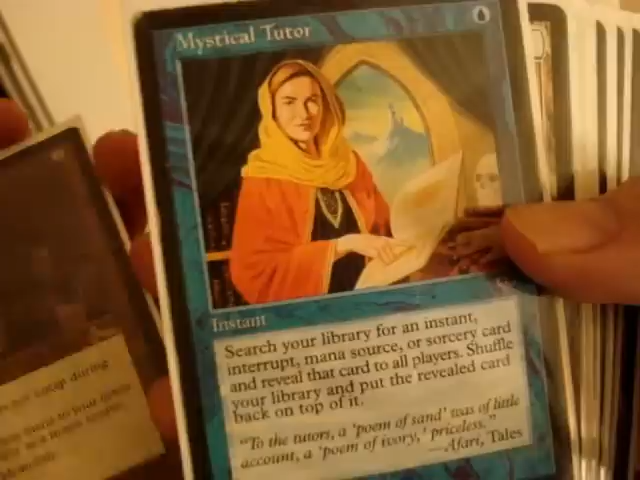 Mystical Tutor
Instant
Search your library for an instant,
interrupt, mana source, or sorcery card
and reveal that card to all players. Shuffle
your library and put the revealed card
back on top of it.
"To the tutors, a 'poem of sand' was of little
account, a 'poem of ivory,' priceless."
—Afari, Tales
during